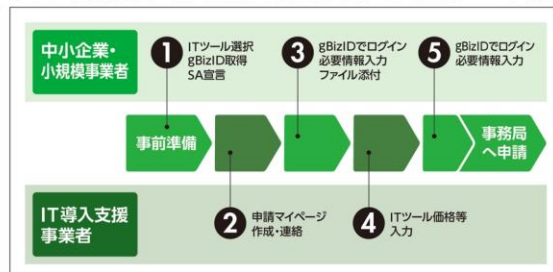 中小企業・
小規模事業者
1
ITツール選択
gBizID取得
SA宣言
3
gBizIDでログイン
必要情報入力
ファイル添付
5
gBizIDでログイン
必要情報入力
事前準備
事務局
へ申請
IT導入支援
事業者
2
申請マイページ
作成・連絡
4
ITツール価格等
入力